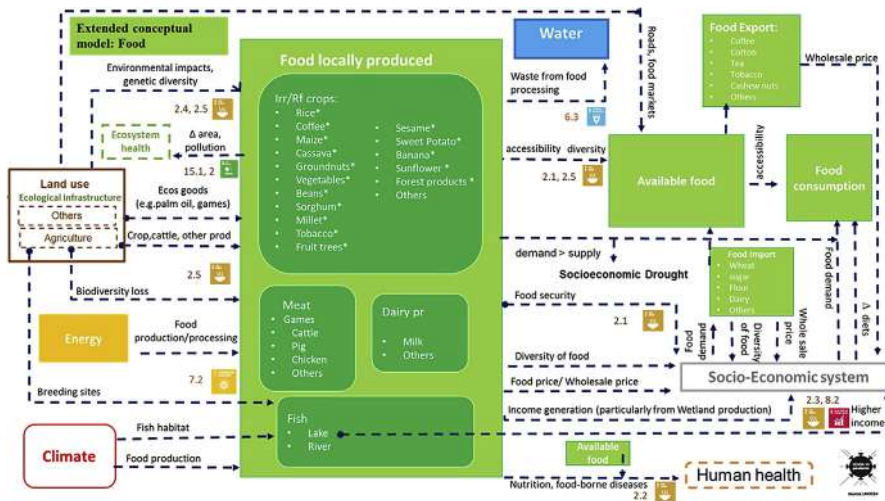 Extended conceptual
model: Food
Environmental impacts,
genetic diversity
2.4, 2.5
Ecosystem
health
Δ area,
pollution
15.1, 2
Land use
Ecological infrastructure
Others
Agriculture
Ecos goods
(e.g.palm oil, games)
Crop,cattle, other prod
2.5
Biodiversity loss
Energy
Food
production/processing
7.2
Breeding sites
Climate
Fish habitat
Food production
Food locally produced
Irr/Rf crops:
• Rice*
• Coffee*
• Maize*
• Cassava*
• Groundnuts*
• Vegetables*
• Beans*
• Sorghum*
• Millet*
• Tobacco*
• Fruit trees*
• Sesame*
• Sweet Potato*
• Banana*
• Sunflower *
• Forest products *
• Others
Meat
• Games
• Cattle
• Pig
• Chicken
• Others
Dairy pr
• Milk
• Others
Fish
• Lake
• River
Water
Waste from food
processing
6.3
Roads, food markets
accessibility diversity
2.1, 2.5
Available food
Food Export:
• Coffee
• Cotton
• Tea
• Tobacco
• Cashew nuts
• Others
Wholesale price
accessibility
Food
consumption
demand > supply
Socioeconomic Drought
Food Import
• Wheat
• sugar
• Flour
• Dairy
• Others
Food security
2.1
Food
demand
Diversity
of food
Whole sale
price
Food demand
Δ diets
Diversity of food
Food price/ Wholesale price
Socio-Economic system
Income generation (particularly from Wetland production)
2.3, 8.2
Higher
income
Available
food
Nutrition, food-borne diseases
2.2
Human health